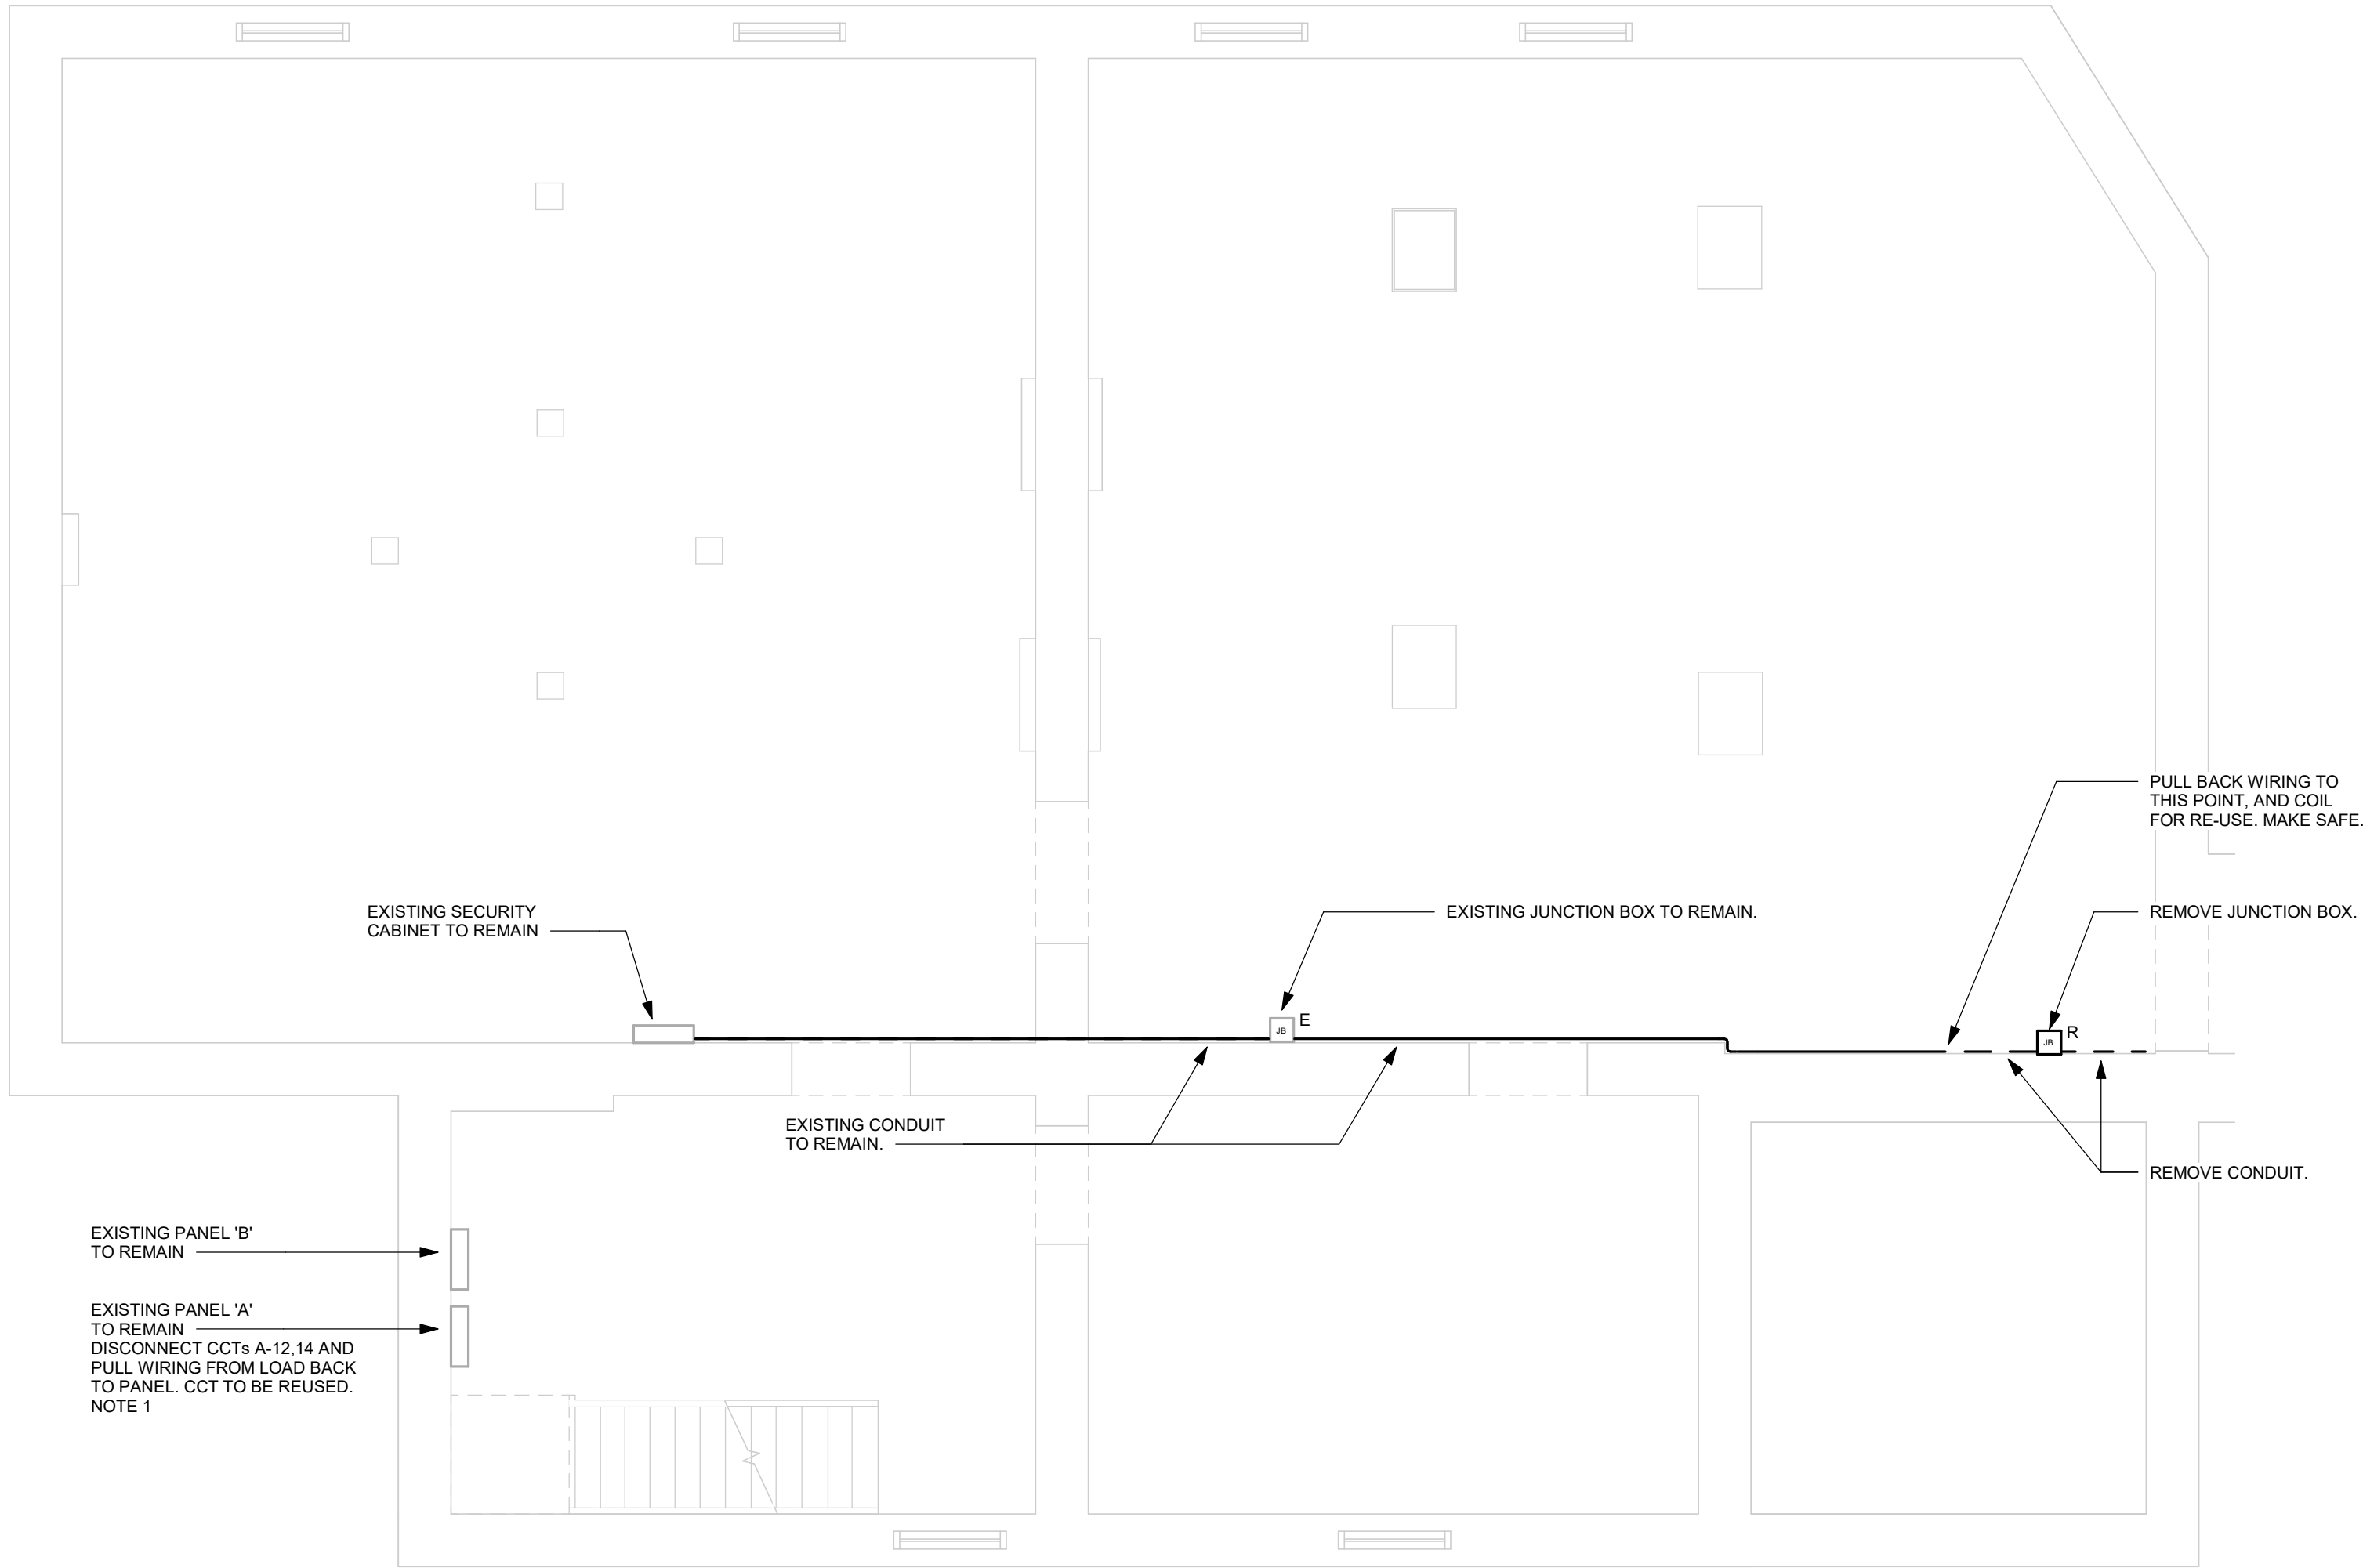 PULL BACK WIRING TO
THIS POINT, AND COIL
FOR RE-USE. MAKE SAFE.
EXISTING SECURITY
CABINET TO REMAIN
EXISTING JUNCTION BOX TO REMAIN.
REMOVE JUNCTION BOX.
JB
E
JB
R
EXISTING CONDUIT
TO REMAIN.
REMOVE CONDUIT.
EXISTING PANEL 'B'
TO REMAIN
EXISTING PANEL 'A'
TO REMAIN
DISCONNECT CCTs A-12,14 AND
PULL WIRING FROM LOAD BACK
TO PANEL. CCT TO BE REUSED.
NOTE 1